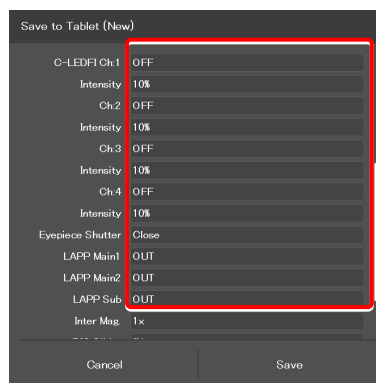 Save to Tablet (New)
C-LEDFI Ch:1 OFF
Intensity 10%
Ch:2 OFF
Intensity 10%
Ch:3 OFF
Intensity 10%
Ch:4 OFF
Intensity 10%
Eyepiece Shutter Close
LAPP Main1 OUT
LAPP Main2 OUT
LAPP Sub OUT
Inter Mag. 1×
Cancel Save